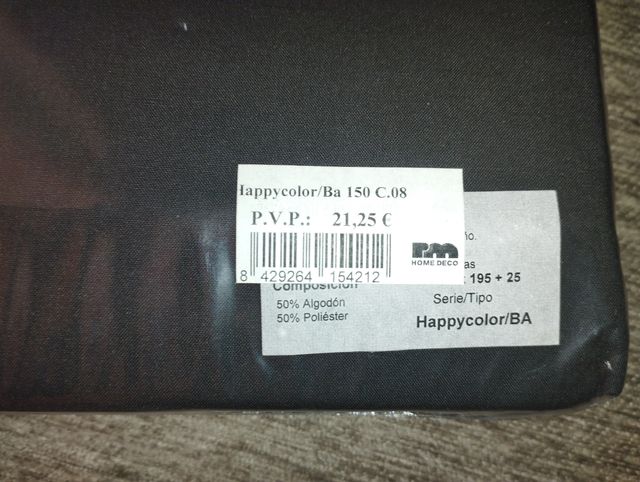 Happycolor/Ba 150 C.08
P.V.P.: 21,25 €
8 429264 154212
rm
HOME DECO
ño.
as
195 + 25
Composición
50% Algodón
50% Poliéster
Serie/Tipo
Happycolor/BA